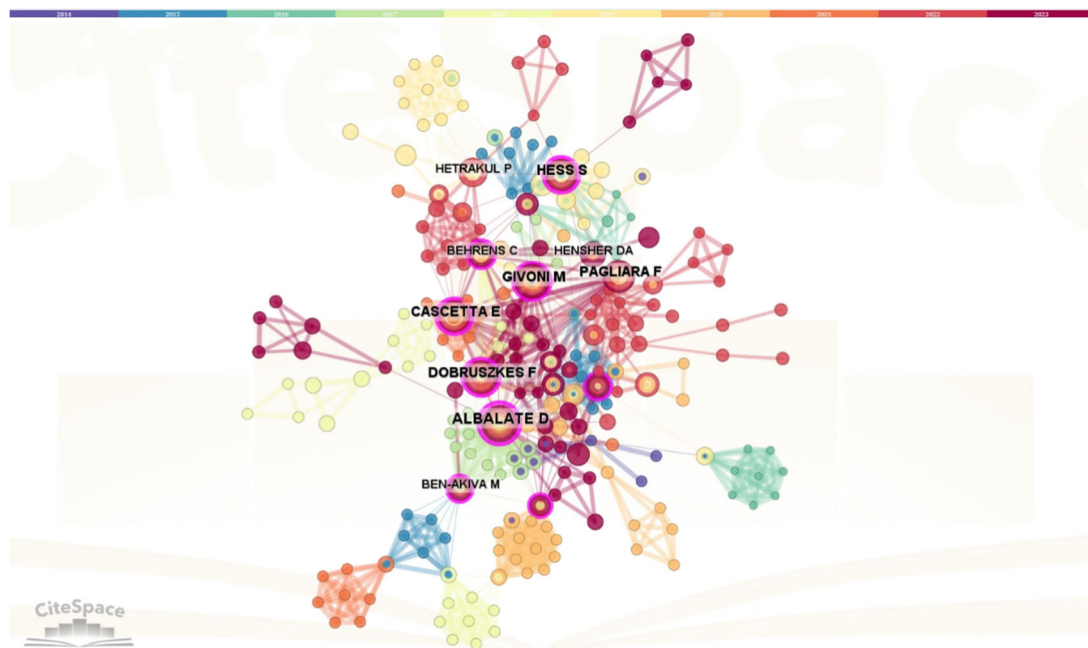 2014 2015 2016 2017 2018 2019 2020 2021 2022 2023
CiteSpace
HETRAKUL P
HESS S
BEHRENS C
HENSHER DA
GIVONI M
PAGLIARA F
CASCETTA E
DOBRUSZKES F
ALBALATE D
BEN-AKIVA M
CiteSpace